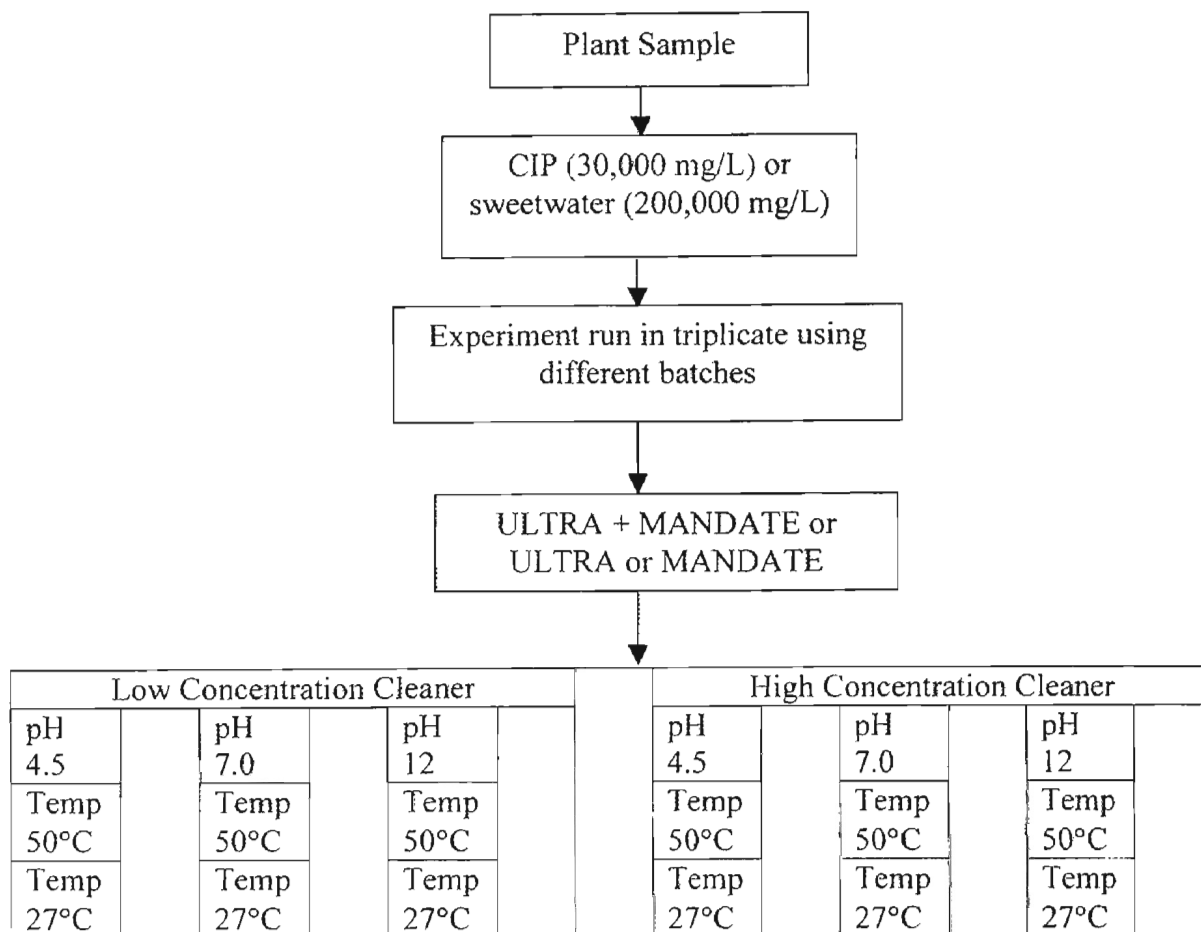 Plant Sample
CIP (30,000 mg/L) or
sweetwater (200,000 mg/L)
Experiment run in triplicate using
different batches
ULTRA + MANDATE or
ULTRA or MANDATE
Low Concentration Cleaner
pH
4.5
pH
7.0
pH
12
Temp
50°C
Temp
50°C
Temp
50°C
Temp
27°C
Temp
27°C
Temp
27°C
High Concentration Cleaner
pH
4.5
pH
7.0
pH
12
Temp
50°C
Temp
50°C
Temp
50°C
Temp
27°C
Temp
27°C
Temp
27°C